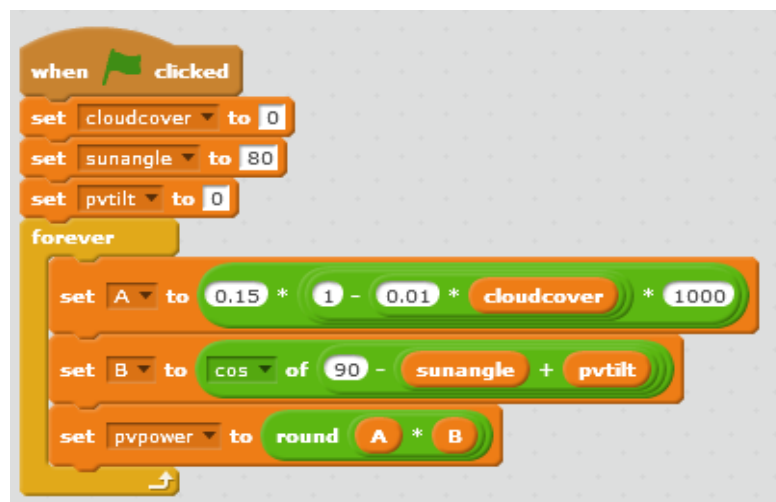 when clicked
set cloudcover to 0
set sunangle to 80
set pvtilt to 0
forever
set A to 0.15 * 1 - 0.01 * cloudcover * 1000
set B to cos of 90 - sunangle + pvtilt
set pvpower to round A * B